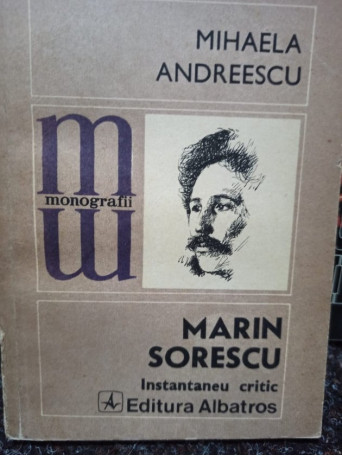 MIHAELA
ANDREESCU
m
monografii
m
MARIN
SORESCU
Instantaneu critic
A Editura Albatros